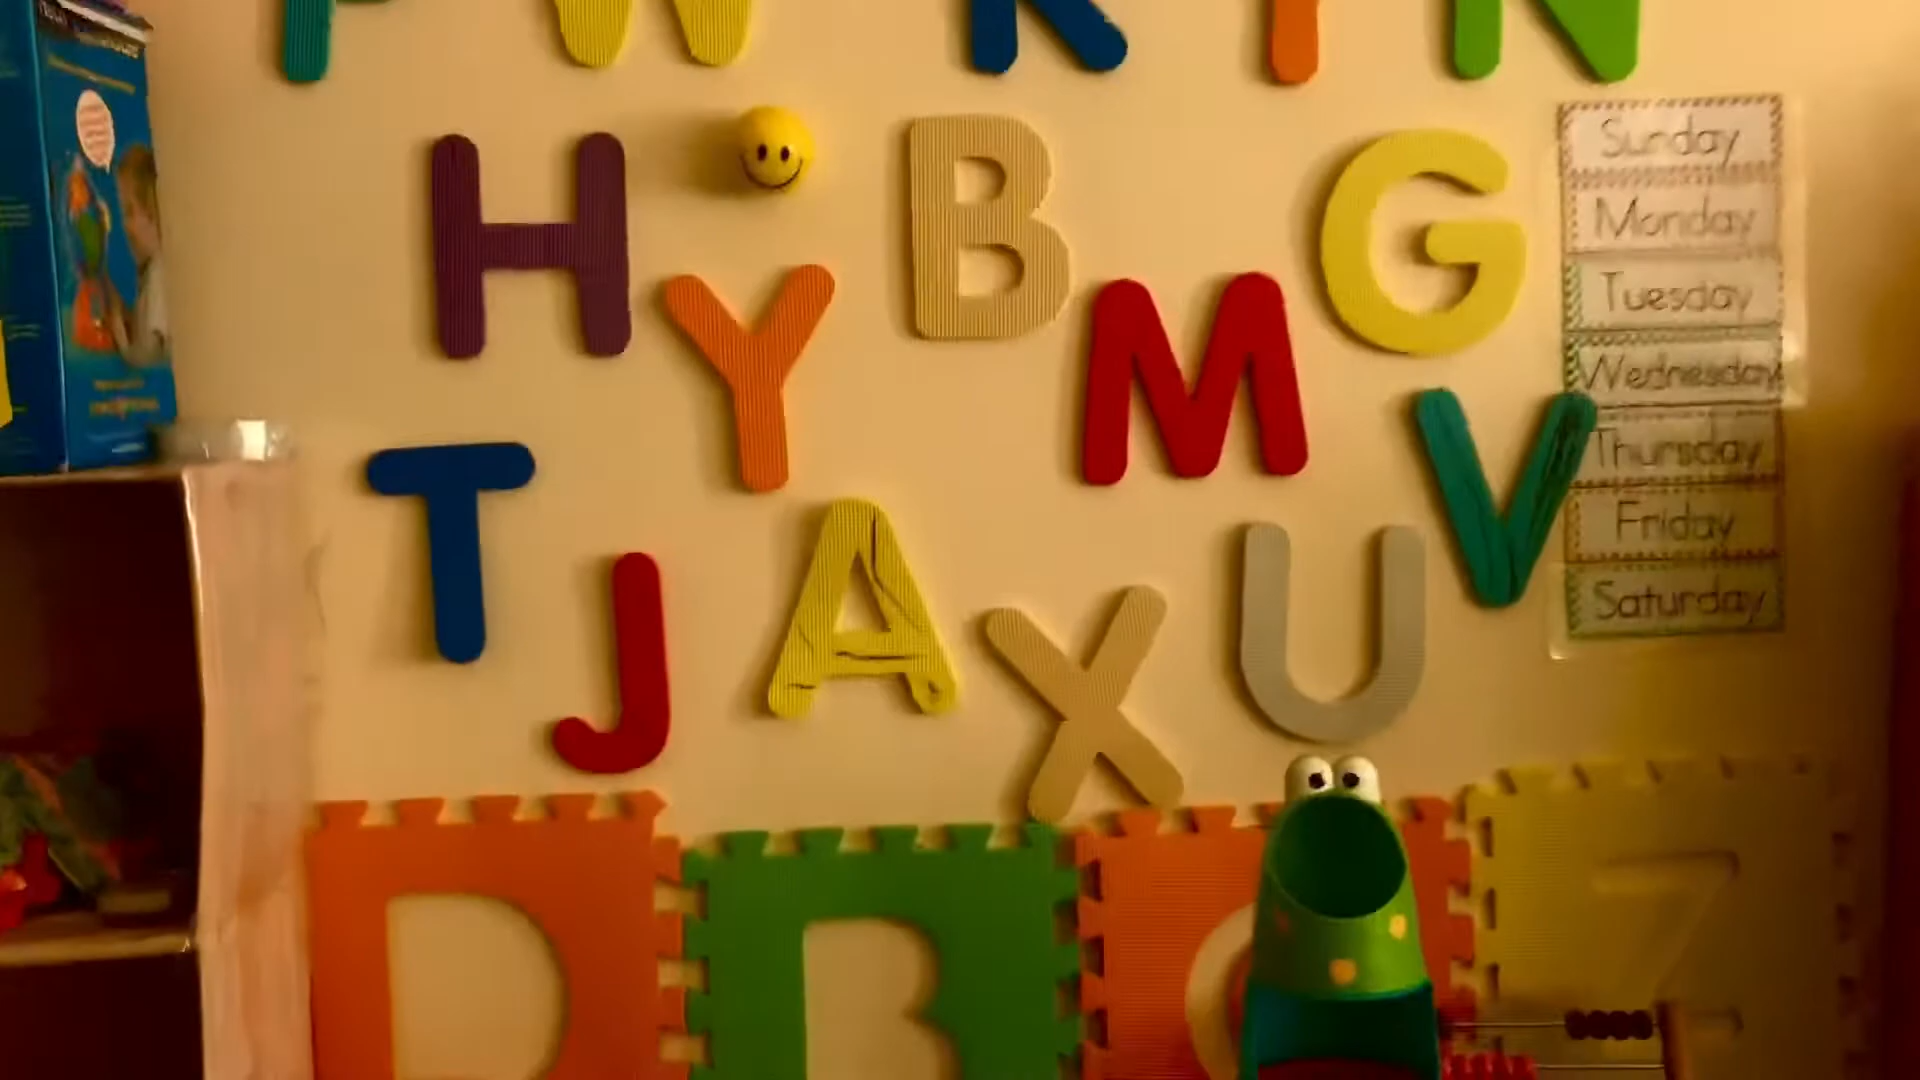 P W K I N
H B G
Y M
T V
J A X U
D B Z
Sunday
Monday
Tuesday
Wednesday
Thursday
Friday
Saturday